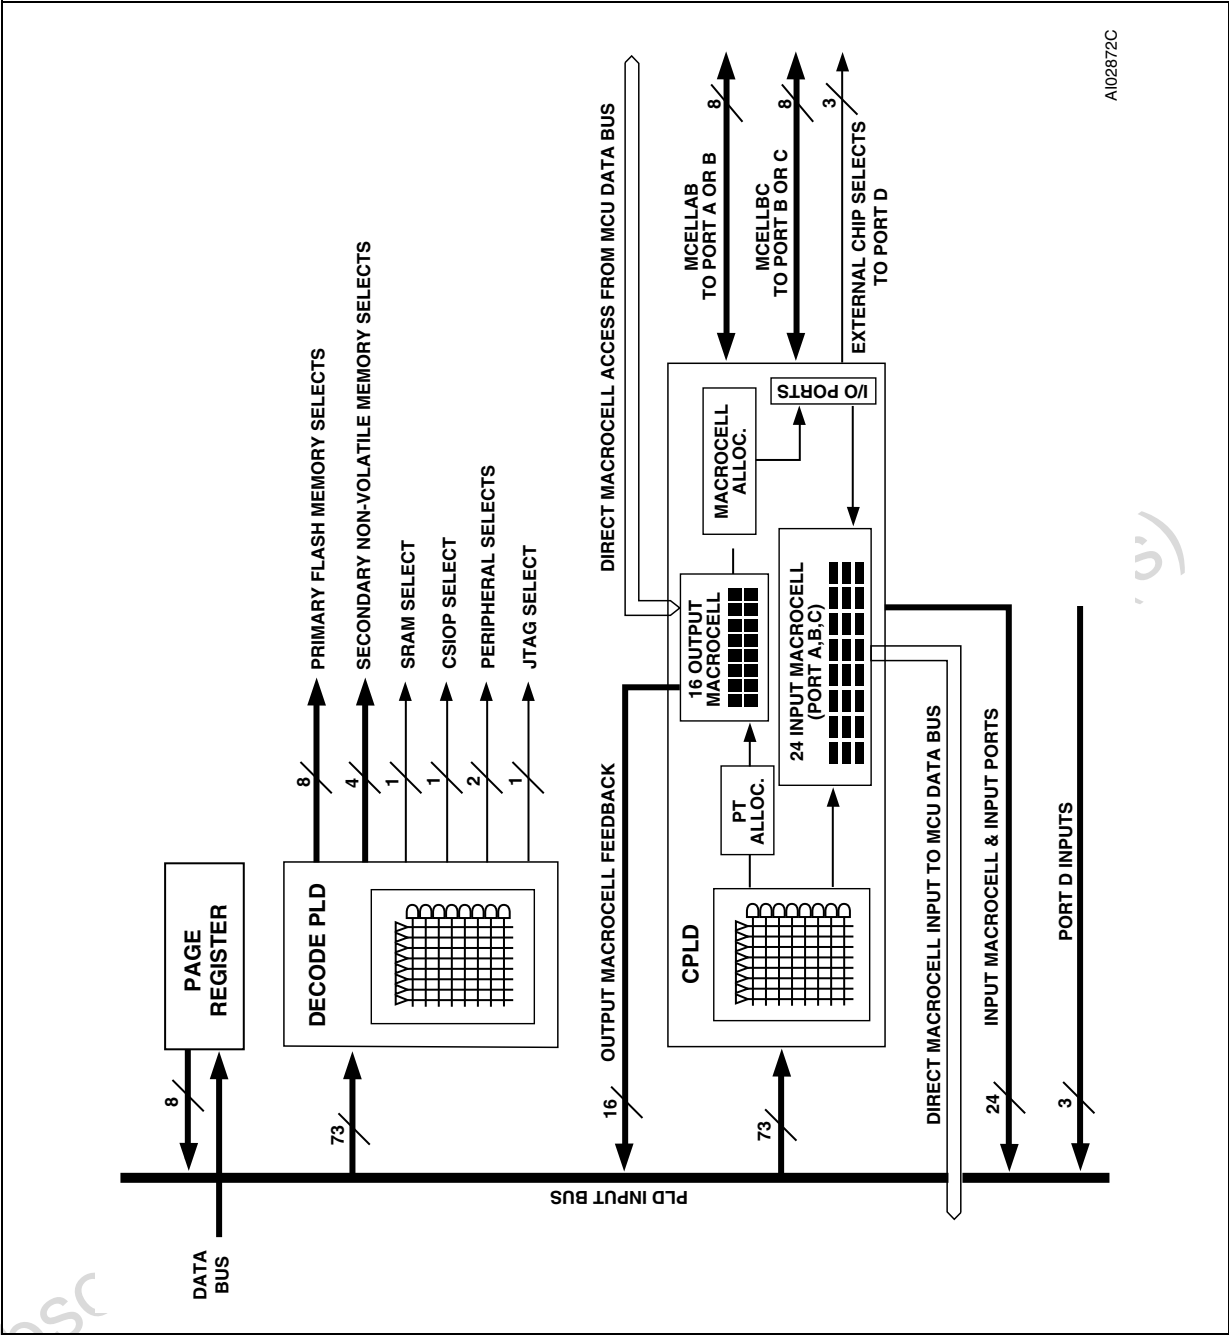 DATA
BUS
8
PAGE
REGISTER
73
DECODE PLD
8
PRIMARY FLASH MEMORY SELECTS
4
SECONDARY NON-VOLATILE MEMORY SELECTS
1
SRAM SELECT
1
CSIOP SELECT
2
PERIPHERAL SELECTS
1
JTAG SELECT
PLD INPUT BUS
16
OUTPUT MACROCELL FEEDBACK
DIRECT MACROCELL ACCESS FROM MCU DATA BUS
73
CPLD
PT
ALLOC.
16 OUTPUT
MACROCELL
MACROCELL
ALLOC.
I/O PORTS
24 INPUT MACROCELL
(PORT A,B,C)
MCELLAB
TO PORT A OR B
8
MCELLBC
TO PORT B OR C
8
EXTERNAL CHIP SELECTS
TO PORT D
3
DIRECT MACROCELL INPUT TO MCU DATA BUS
24
INPUT MACROCELL & INPUT PORTS
3
PORT D INPUTS
AI02872C